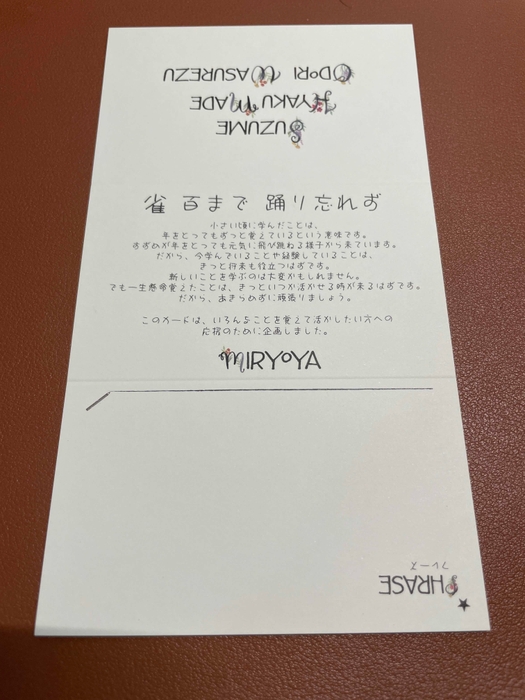 SUZUME
HYAKU MADE
ODORI WASUREZU
雀 百まで 踊り忘れず
小さい頃に学んだことは、
年をとってもずっと覚えているという意味です。
すずめが年をとっても元気に飛び跳ねる様子から来ています。
だから、今学んでいることや経験していることは、
きっと将来も役立つはずです。
新しいことを学ぶのは大変かもしれません。
でも一生懸命覚えたことは、きっといつか活かせる時が来るはずです。
だから、あきらめずに頑張りましょう。
このカードは、いろんなことを覚えて活かしたい方への
応援のために企画しました。
MIRYOYA
PHRASE
フレーズ